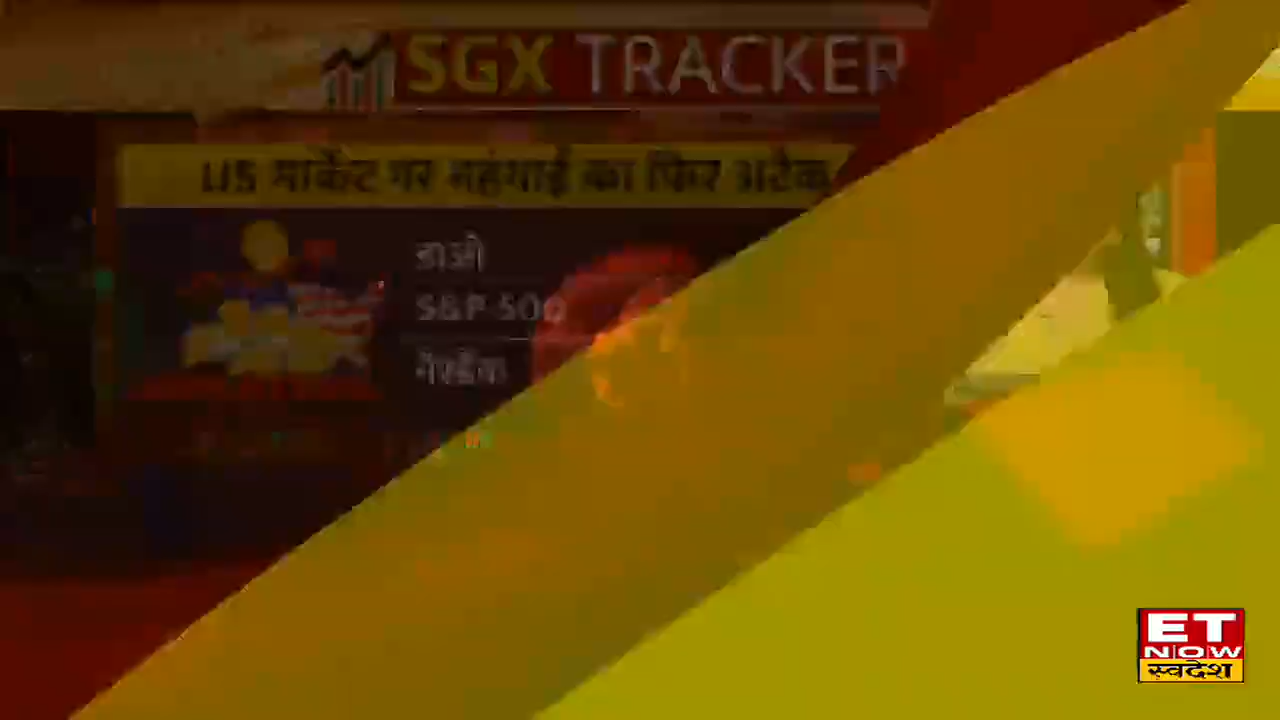 SGX TRACKER
US मार्केट पर महंगाई का फिर अटैक
डाओ
S&P 500
नैस्डैक
ET
NOW
स्वदेश